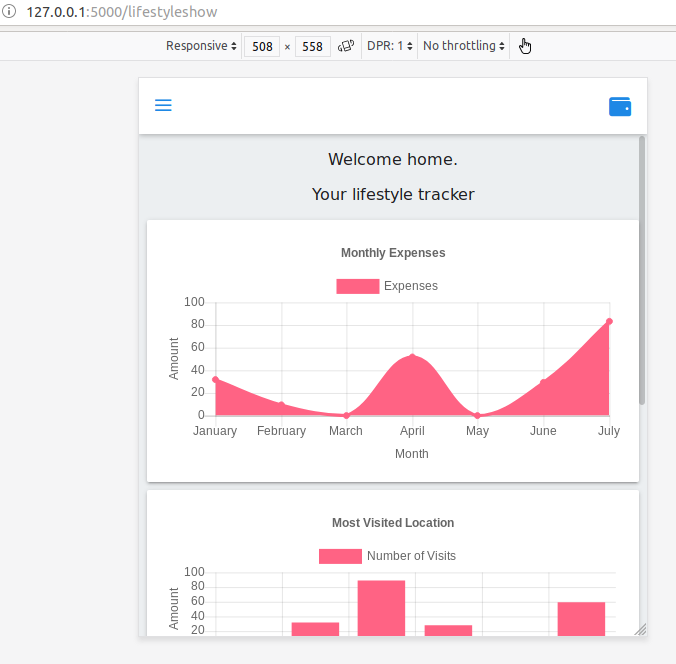 127.0.0.1:5000/lifestyleshow
Responsive 508 × 558 DPR: 1 No throttling
Welcome home.
Your lifestyle tracker
Monthly Expenses
Expenses
100
80
60
40
20
0
Amount
January February March April May June July
Month
Most Visited Location
Number of Visits
100
80
60
40
20
Amount